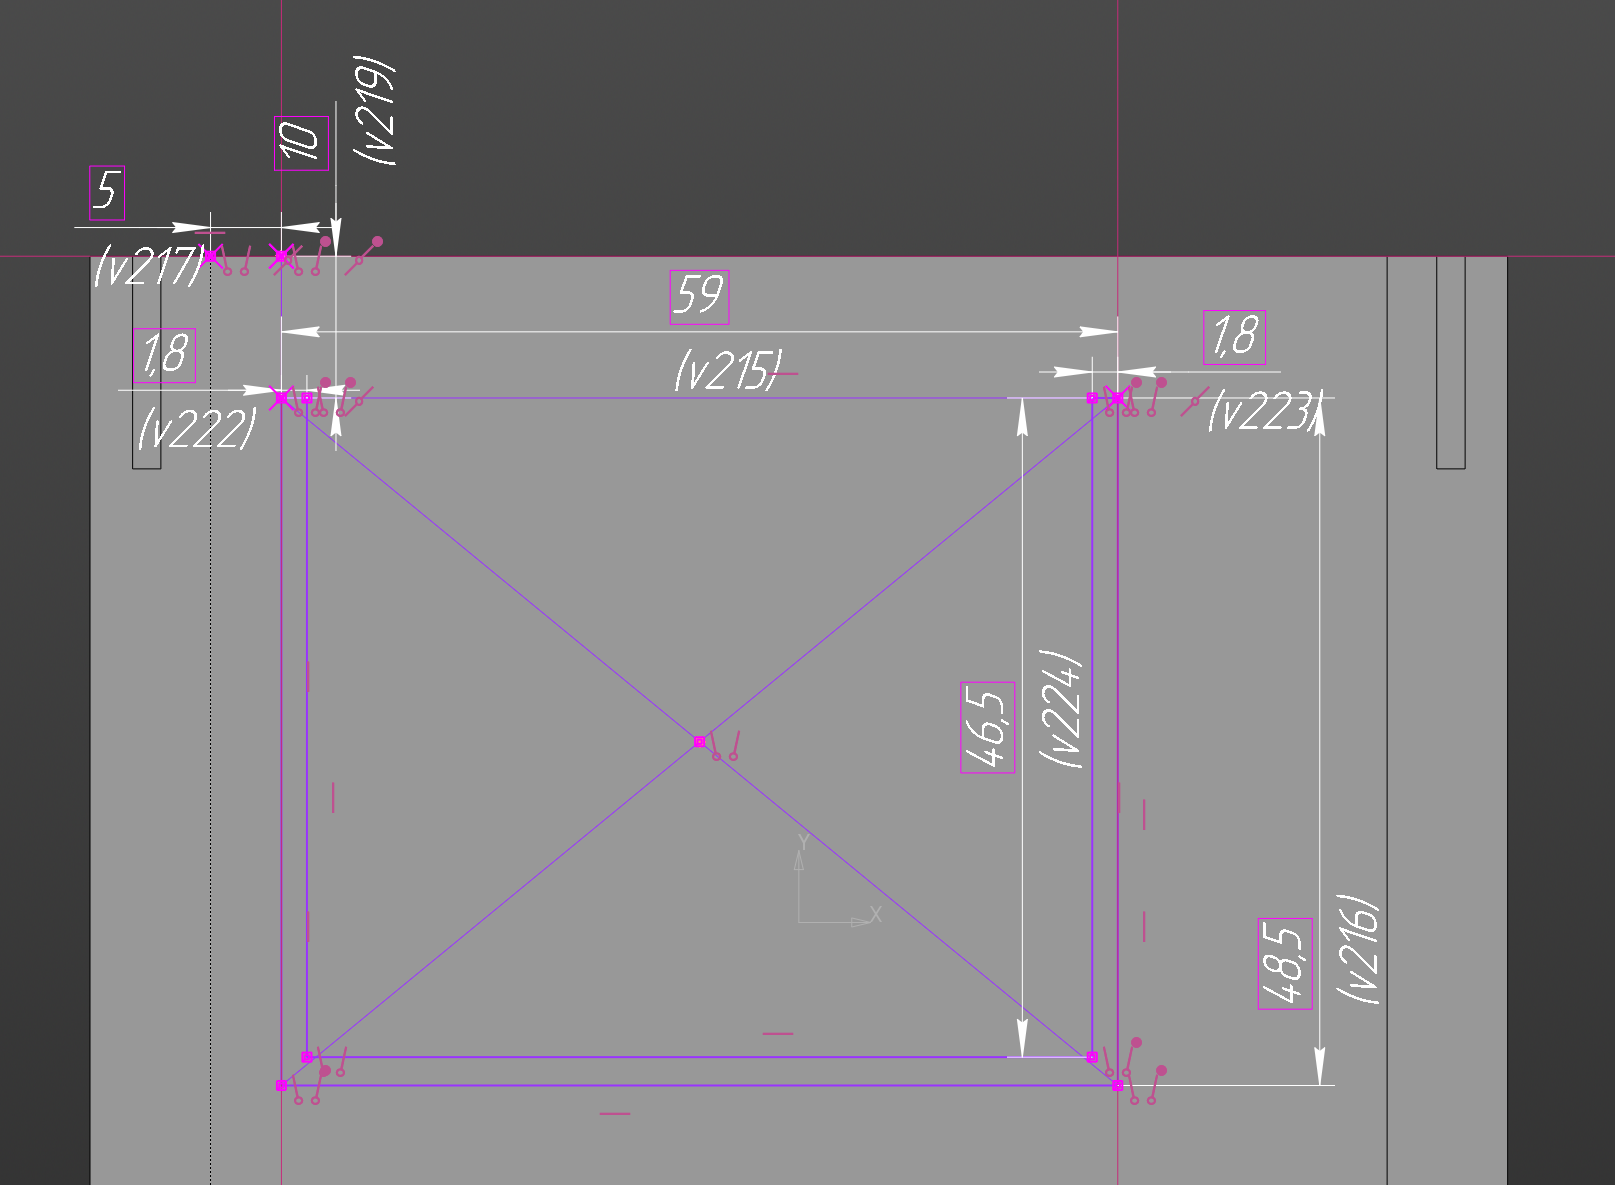 10
(v219)
5
(v217)
59
(v215)
1,8
(v223)
1,8
(v222)
46,5
(v224)
Y
X
48,5
(v216)